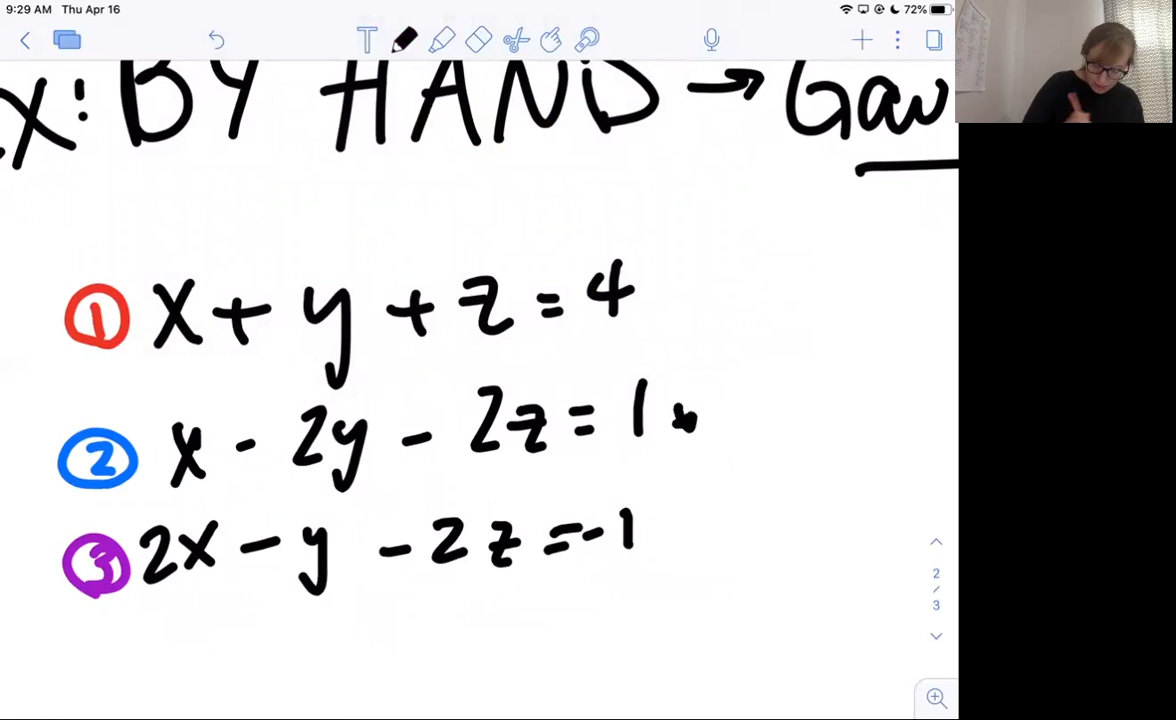 9:29 AM Thu Apr 16
72%
X: BY HAND → Gau
① x + y + z = 4
② x - 2y - 2z = 1
③ 2x - y - 2z = -1
2
/
3